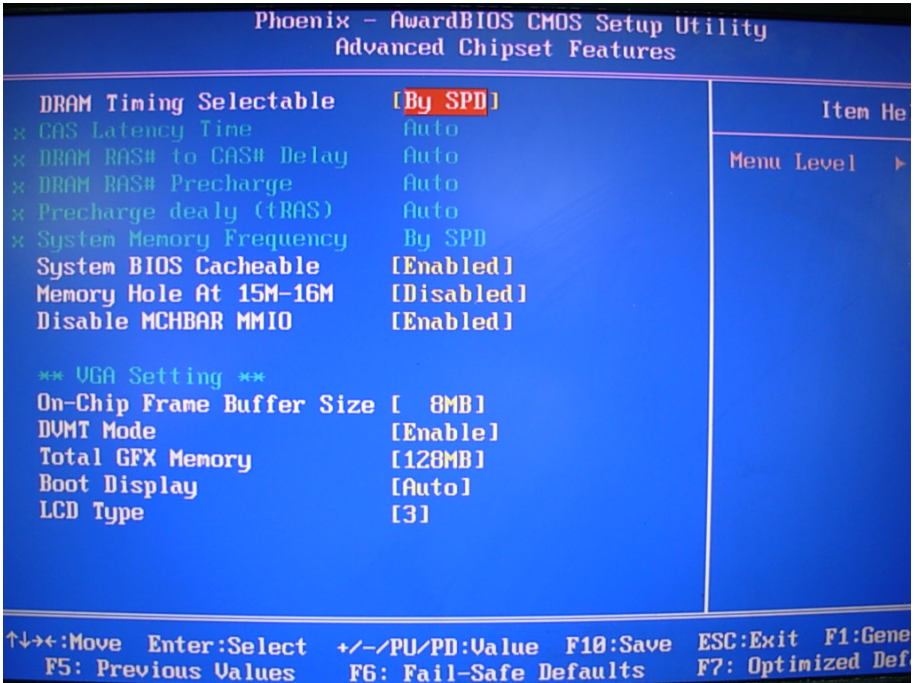 Phoenix - AwardBIOS CMOS Setup Utility
Advanced Chipset Features
DRAM Timing Selectable [By SPD]
x CAS Latency Time Auto
x DRAM RAS# to CAS# Delay Auto
x DRAM RAS# Precharge Auto
x Precharge dealy (tRAS) Auto
x System Memory Frequency By SPD
System BIOS Cacheable [Enabled]
Memory Hole At 15M-16M [Disabled]
Disable MCHBAR MMIO [Enabled]
** VGA Setting **
On-Chip Frame Buffer Size [ 8MB]
DVMT Mode [Enable]
Total GFX Memory [128MB]
Boot Display [Auto]
LCD Type [3]
Item He
Menu Level ▸
↑↓→←:Move Enter:Select +/-/PU/PD:Value F10:Save ESC:Exit F1:Gene
F5: Previous Values F6: Fail-Safe Defaults F7: Optimized Def